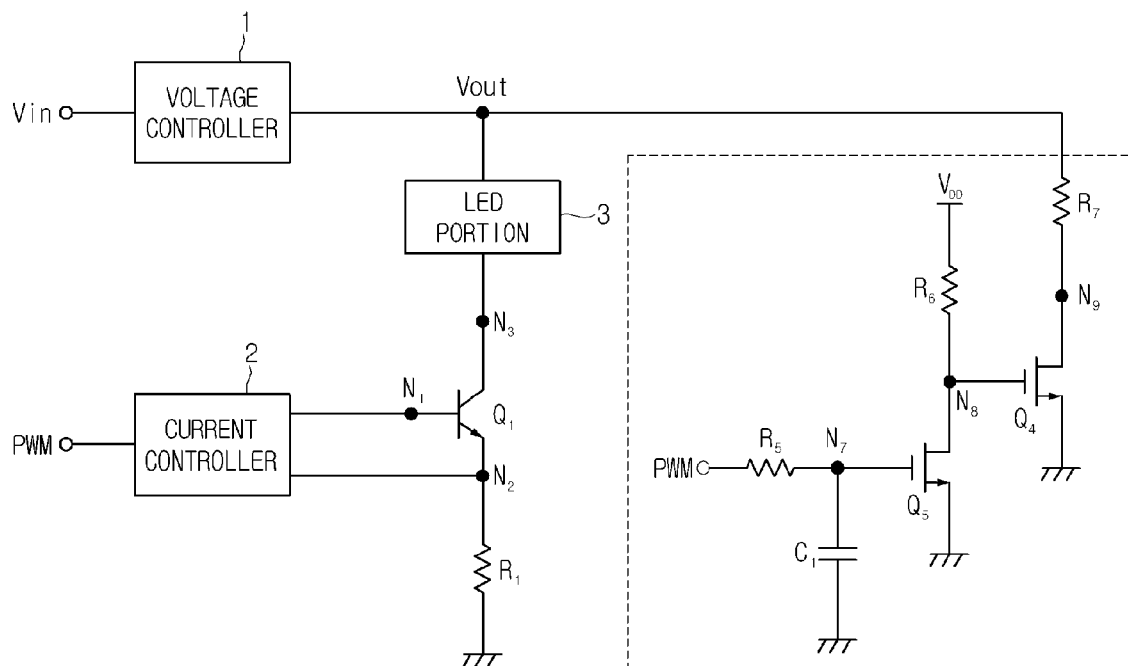 1
Vin
VOLTAGE
CONTROLLER
Vout
LED
PORTION
3
V_DD
R₇
R₆
N₉
N₃
2
N₁
Q₁
N₈
Q₄
PWM
CURRENT
CONTROLLER
N₂
PWM
R₅
N₇
Q₅
C₁
R₁